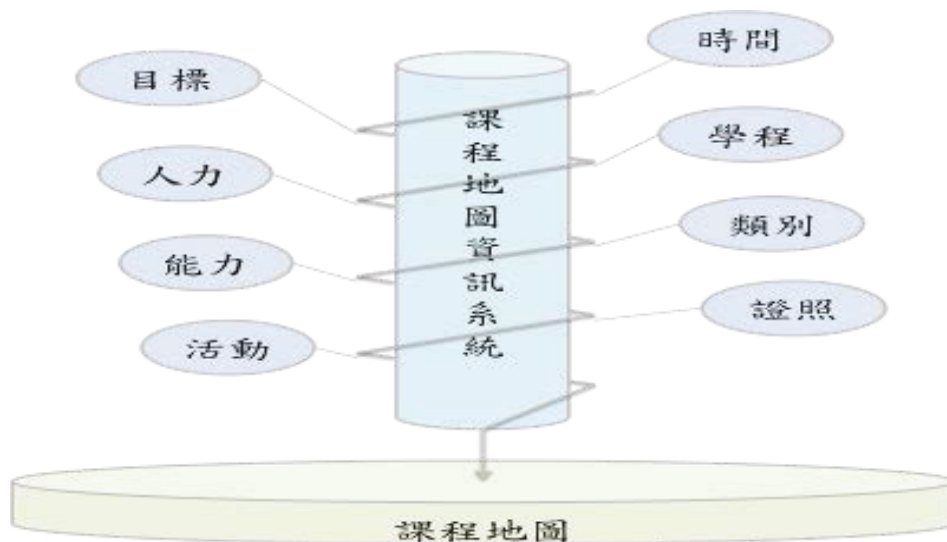 時間
目標
學程
人力
類別
能力
證照
活動
課程地圖資訊系統
課程地圖